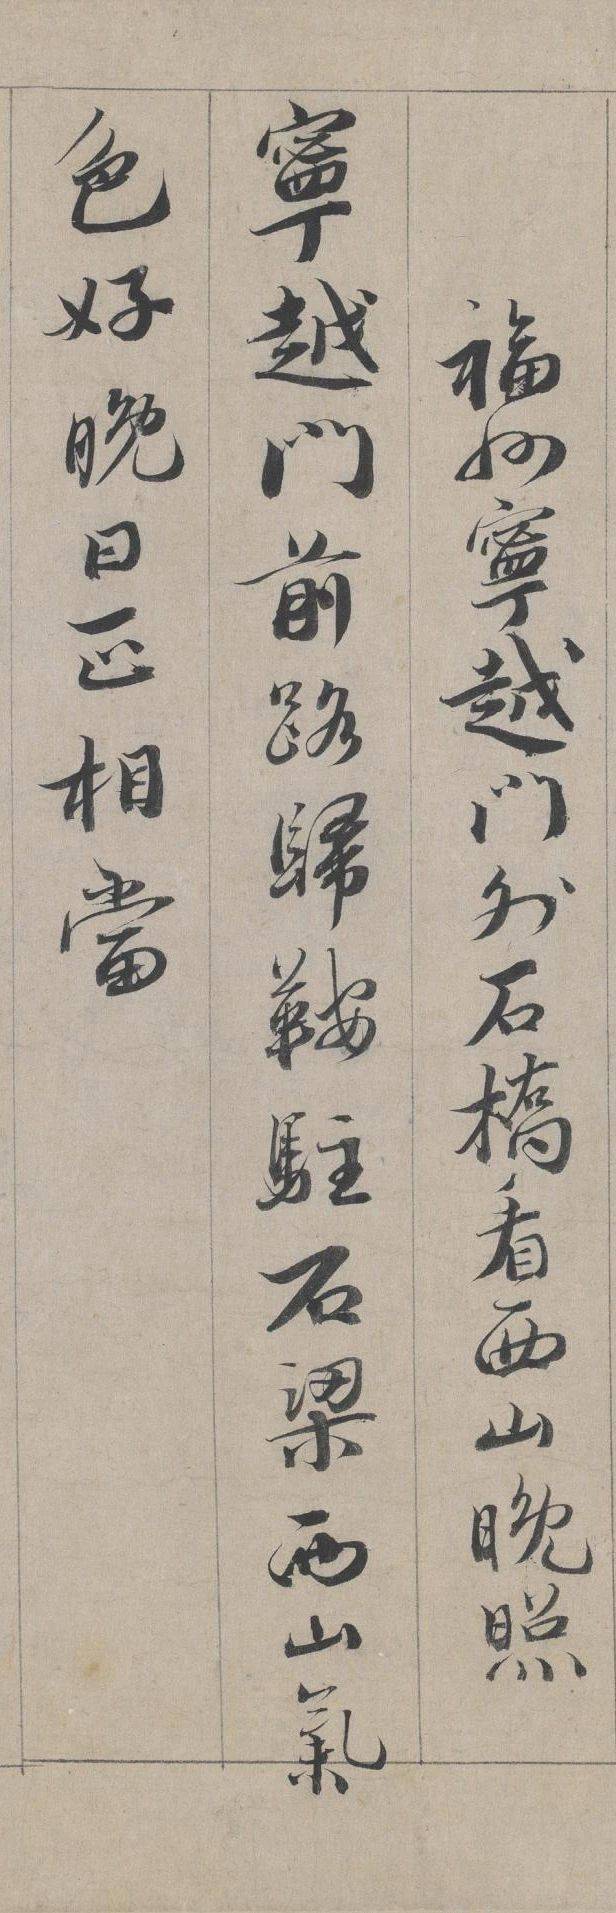 福州寧越門外石橋看西山晚照
寧越門前路歸鞍駐石梁西山氣
色好晚日正相當